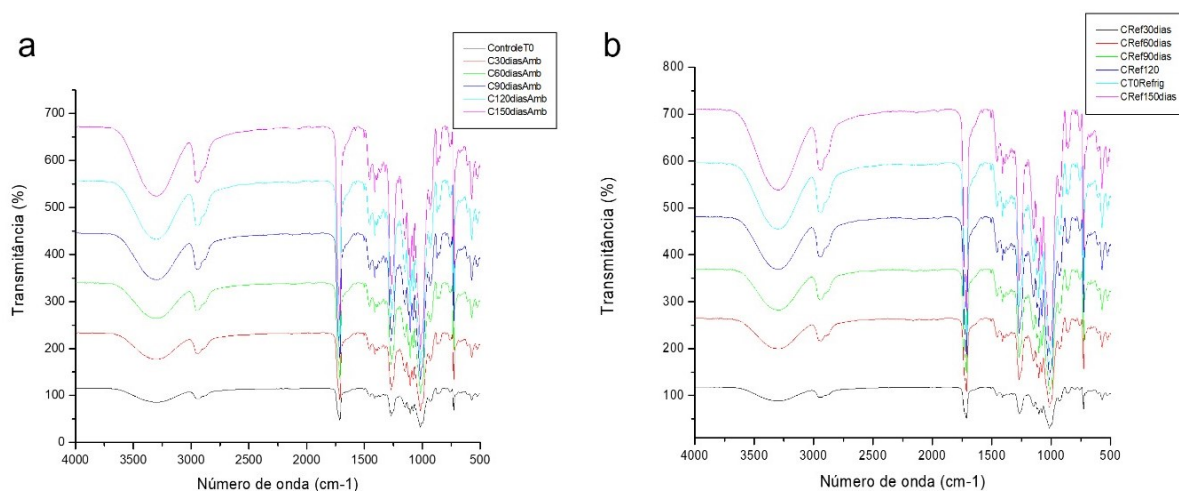 a
ControleT0
C30diasAmb
C60diasAmb
C90diasAmb
C120diasAmb
C150diasAmb
700
600
500
400
300
200
100
0
Transmitância (%)
4000 3500 3000 2500 2000 1500 1000 500
Número de onda (cm-1)
b
CRef30dias
CRef60dias
CRef90dias
CRef120
CT0Refrig
CRef150dias
800
700
600
500
400
300
200
100
0
Transmitância (%)
4000 3500 3000 2500 2000 1500 1000 500
Número de onda (cm-1)